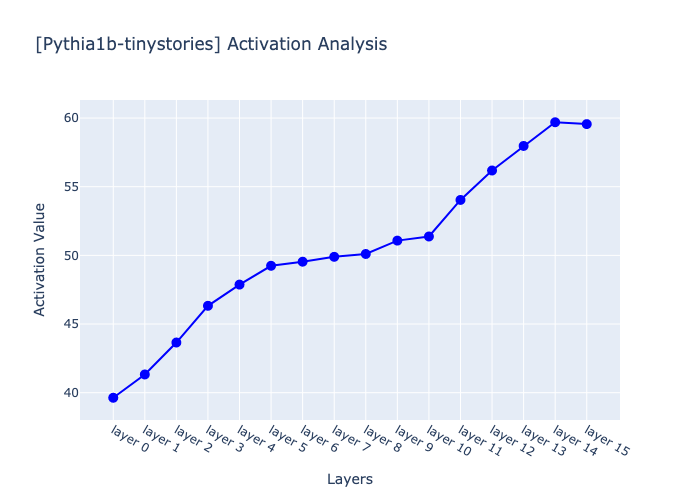 [Pythia1b-tinystories] Activation Analysis
60
55
50
45
40
Activation Value
layer 0
layer 1
layer 2
layer 3
layer 4
layer 5
layer 6
layer 7
layer 8
layer 9
layer 10
layer 11
layer 12
layer 13
layer 14
layer 15
Layers